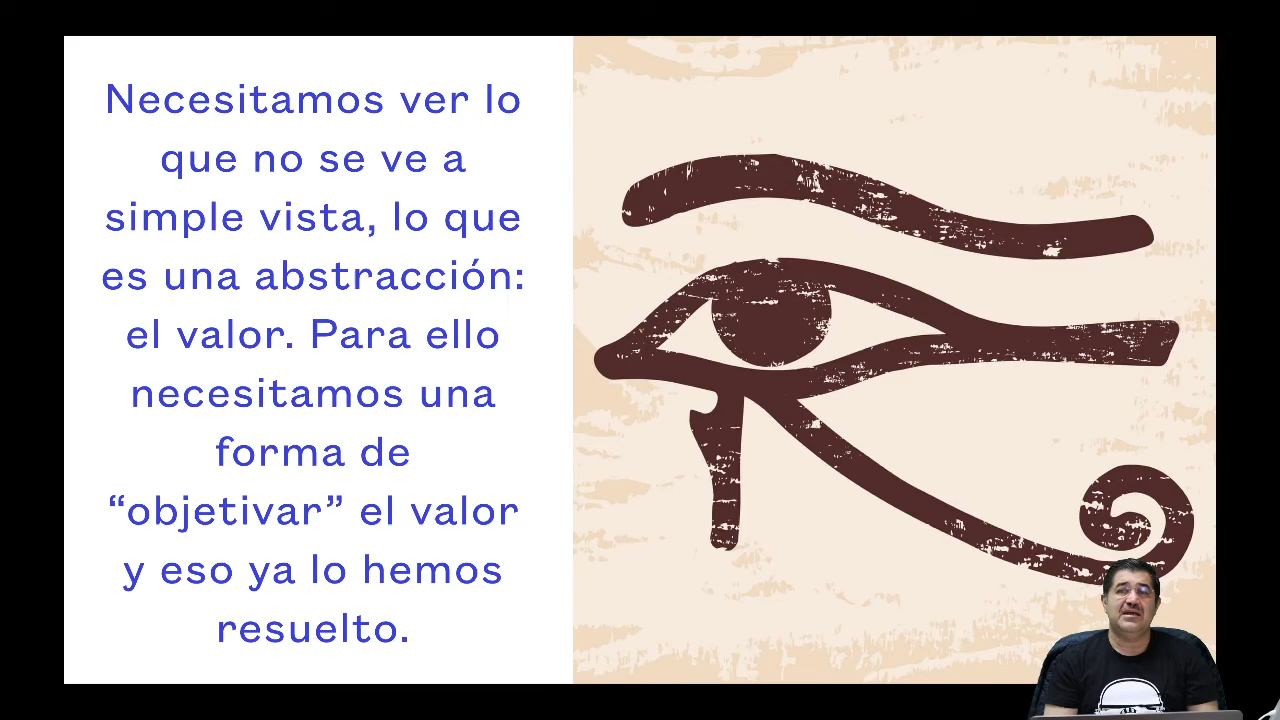 Necesitamos ver lo
que no se ve a
simple vista, lo que
es una abstracción:
el valor. Para ello
necesitamos una
forma de
“objetivar” el valor
y eso ya lo hemos
resuelto.